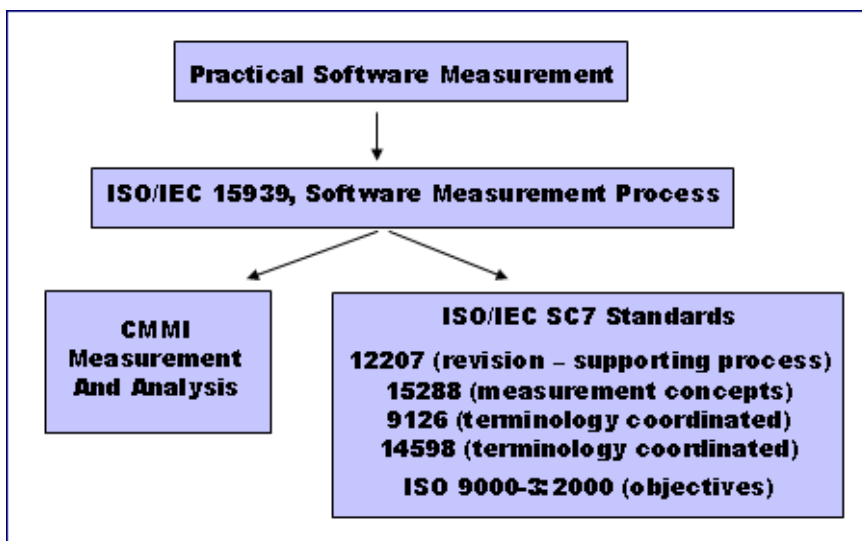 Practical Software Measurement
ISO/IEC 15939, Software Measurement Process
CMMI
Measurement
And Analysis
ISO/IEC SC7 Standards
12207 (revision – supporting process)
15288 (measurement concepts)
9126 (terminology coordinated)
14598 (terminology coordinated)
ISO 9000-3:2000 (objectives)